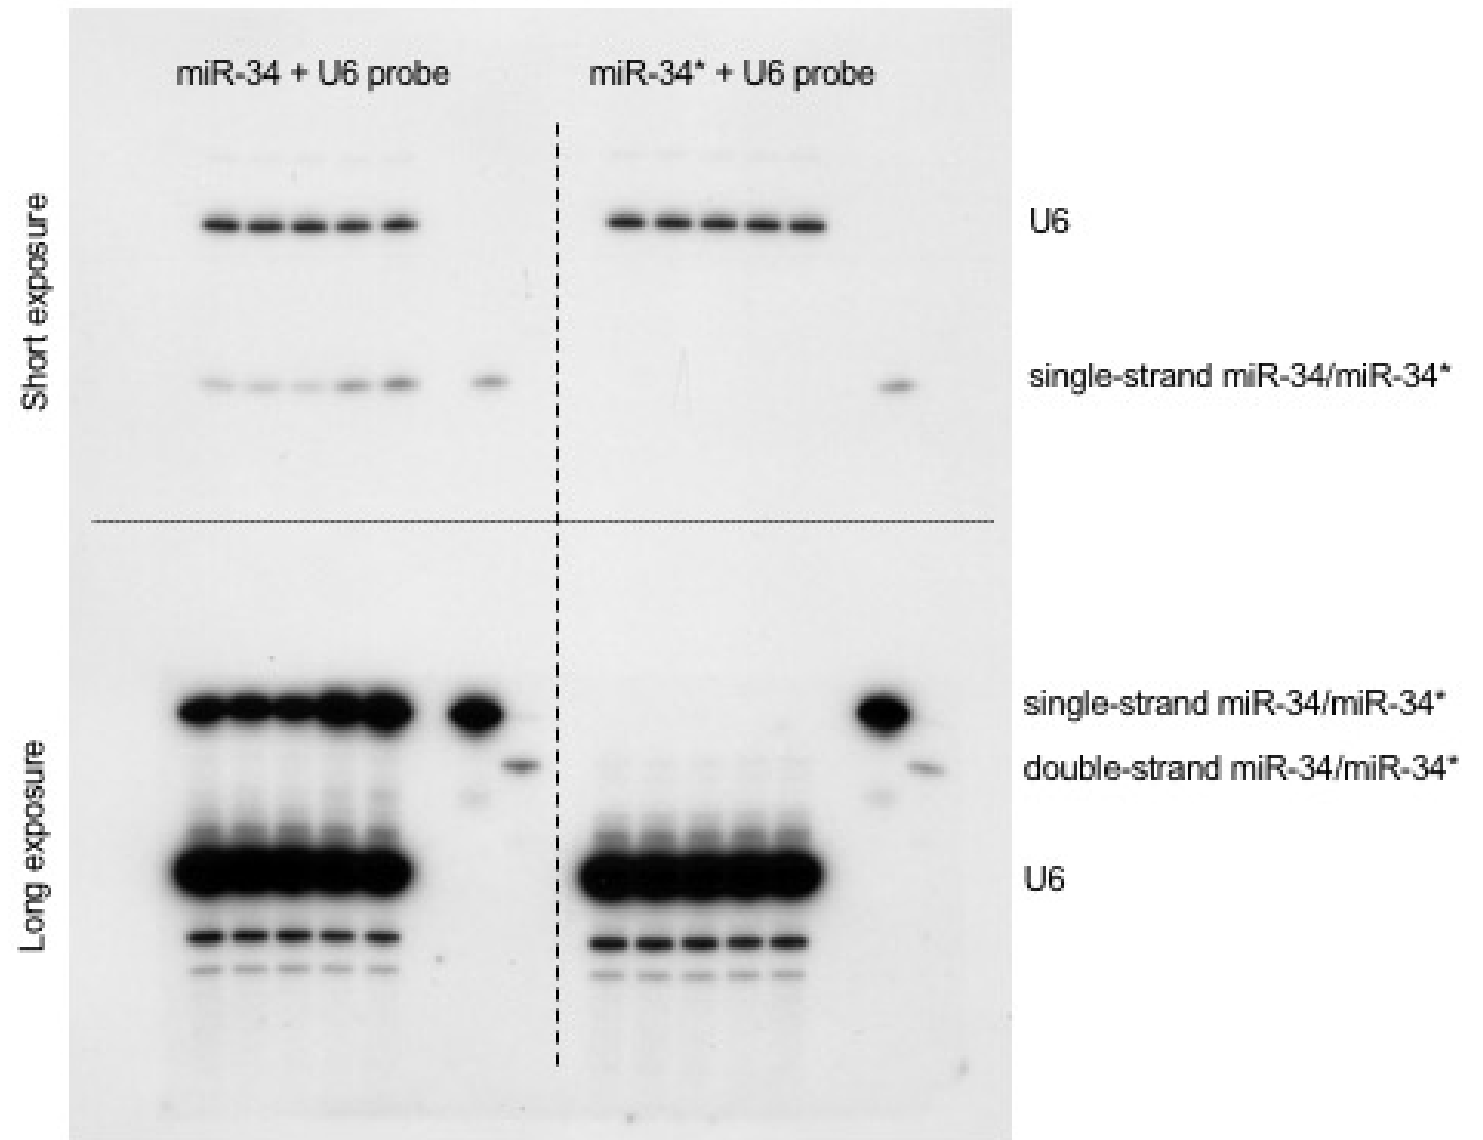 miR-34 + U6 probe
miR-34* + U6 probe
Short exposure
U6
single-strand miR-34/miR-34*
Long exposure
single-strand miR-34/miR-34*
double-strand miR-34/miR-34*
U6